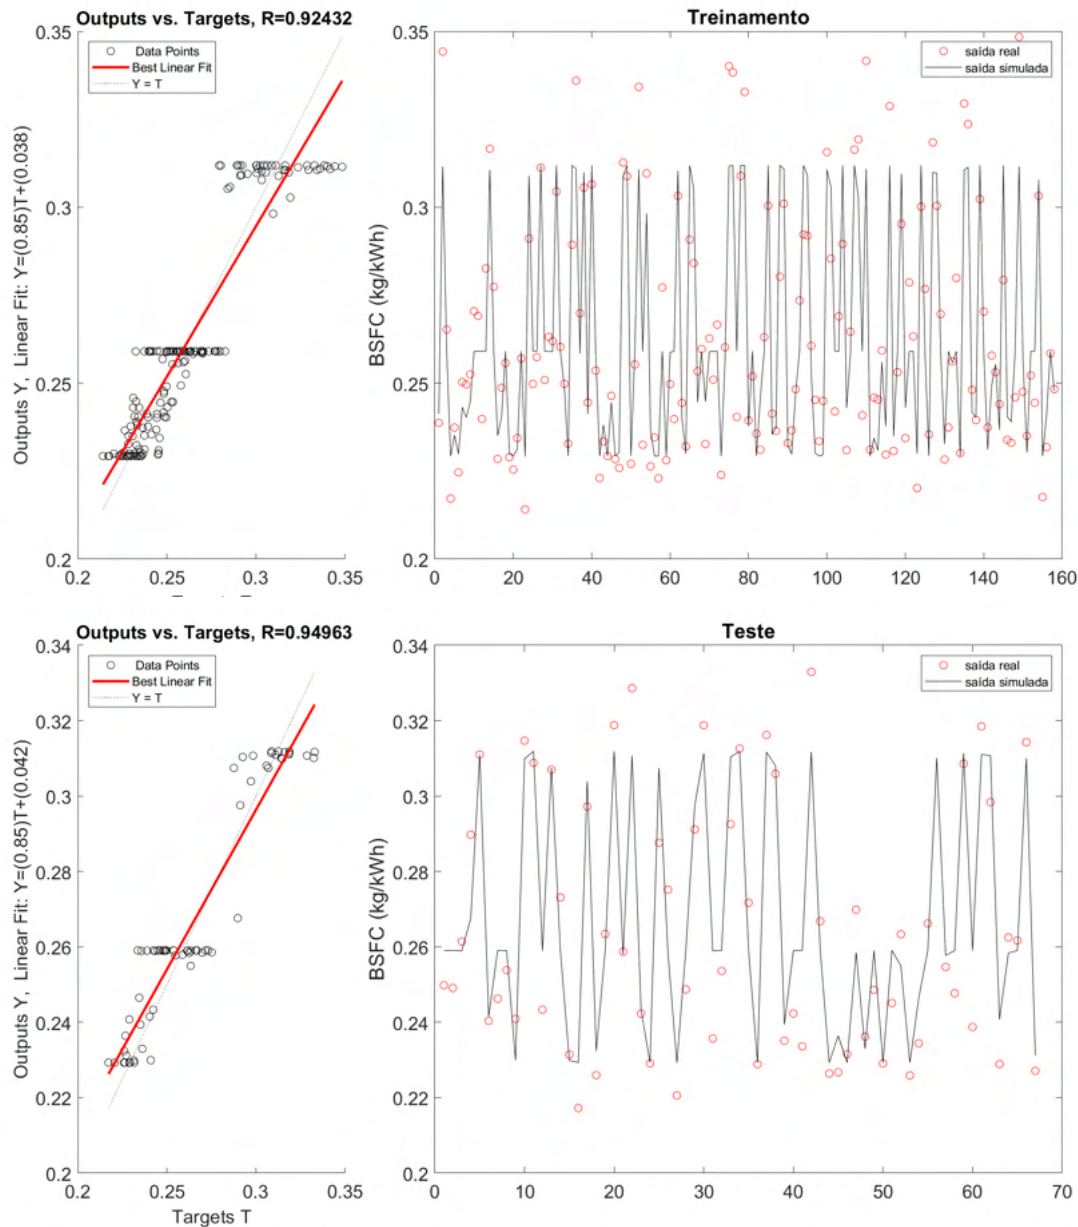 Outputs vs. Targets, R=0.92432
Data Points
Best Linear Fit
Y = T
Outputs Y, Linear Fit: Y=(0.85)T+(0.038)
0.35
0.3
0.25
0.2
0.2
0.25
0.3
0.35
Treinamento
saída real
saída simulada
BSFC (kg/kWh)
0.35
0.3
0.25
0.2
0
20
40
60
80
100
120
140
160
Outputs vs. Targets, R=0.94963
Data Points
Best Linear Fit
Y = T
Outputs Y, Linear Fit: Y=(0.85)T+(0.042)
0.34
0.32
0.3
0.28
0.26
0.24
0.22
0.2
0.2
0.25
0.3
0.35
Targets T
Teste
saída real
saída simulada
BSFC (kg/kWh)
0.34
0.32
0.3
0.28
0.26
0.24
0.22
0.2
0
10
20
30
40
50
60
70